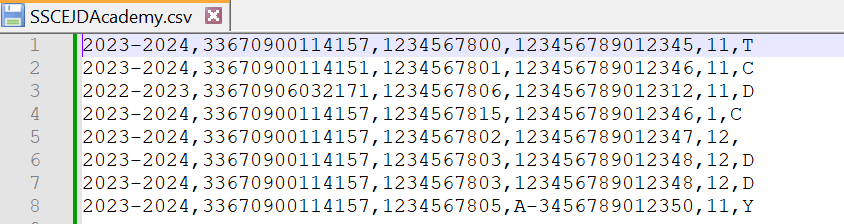 SSCEJDAcademy.csv
1 2023-2024,33670900114157,1234567800,123456789012345,11,T
2 2023-2024,33670900114151,1234567801,123456789012346,11,C
3 2022-2023,33670906032171,1234567806,123456789012312,11,D
4 2023-2024,33670900114157,1234567815,123456789012346,1,C
5 2023-2024,33670900114157,1234567802,123456789012347,12,
6 2023-2024,33670900114157,1234567803,123456789012348,12,D
7 2023-2024,33670900114157,1234567803,123456789012348,12,D
8 2023-2024,33670900114157,1234567805,A-3456789012350,11,Y